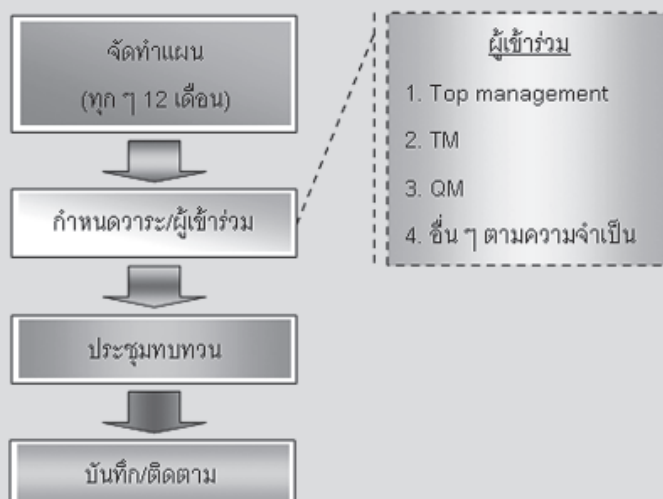 จัดทำแผน
(ทุก ๆ 12 เดือน)
กำหนดวาระ/ผู้เข้าร่วม
ประชุมทบทวน
บันทึก/ติดตาม
ผู้เข้าร่วม
1. Top management
2. TM
3. QM
4. อื่น ๆ ตามความจำเป็น